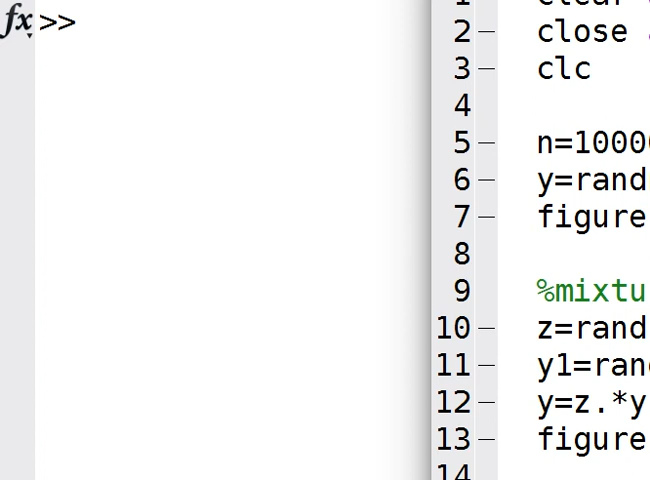 fx >>
1
2 – close
3 – clc
4
5 – n=1000
6 – y=rand
7 – figure
8
9 %mixtu
10 – z=rand
11 – y1=ran
12 – y=z.*y
13 – figure
14